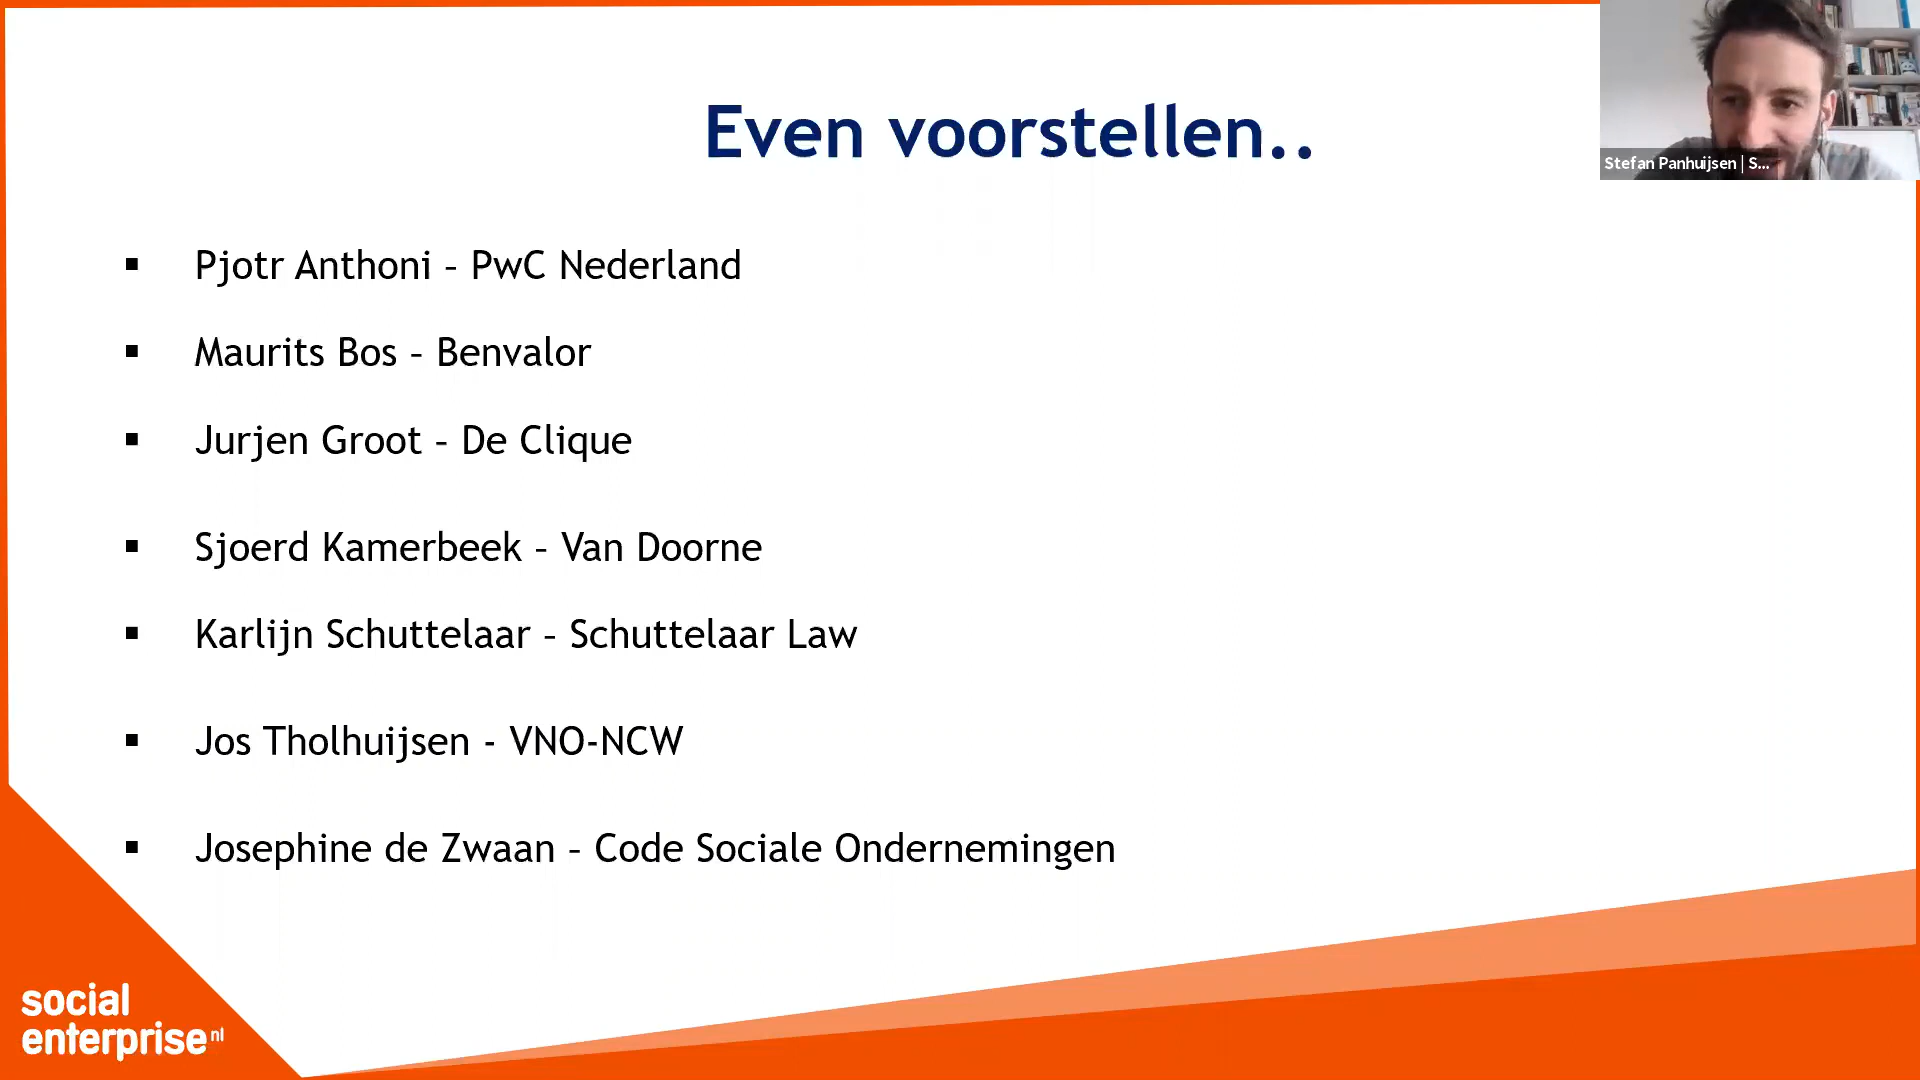 Even voorstellen..
Stefan Panhuijsen | S...
▪ Pjotr Anthoni – PwC Nederland
▪ Maurits Bos – Benvalor
▪ Jurjen Groot – De Clique
▪ Sjoerd Kamerbeek – Van Doorne
▪ Karlijn Schuttelaar – Schuttelaar Law
▪ Jos Tholhuijsen - VNO-NCW
▪ Josephine de Zwaan – Code Sociale Ondernemingen
social
enterprise nl